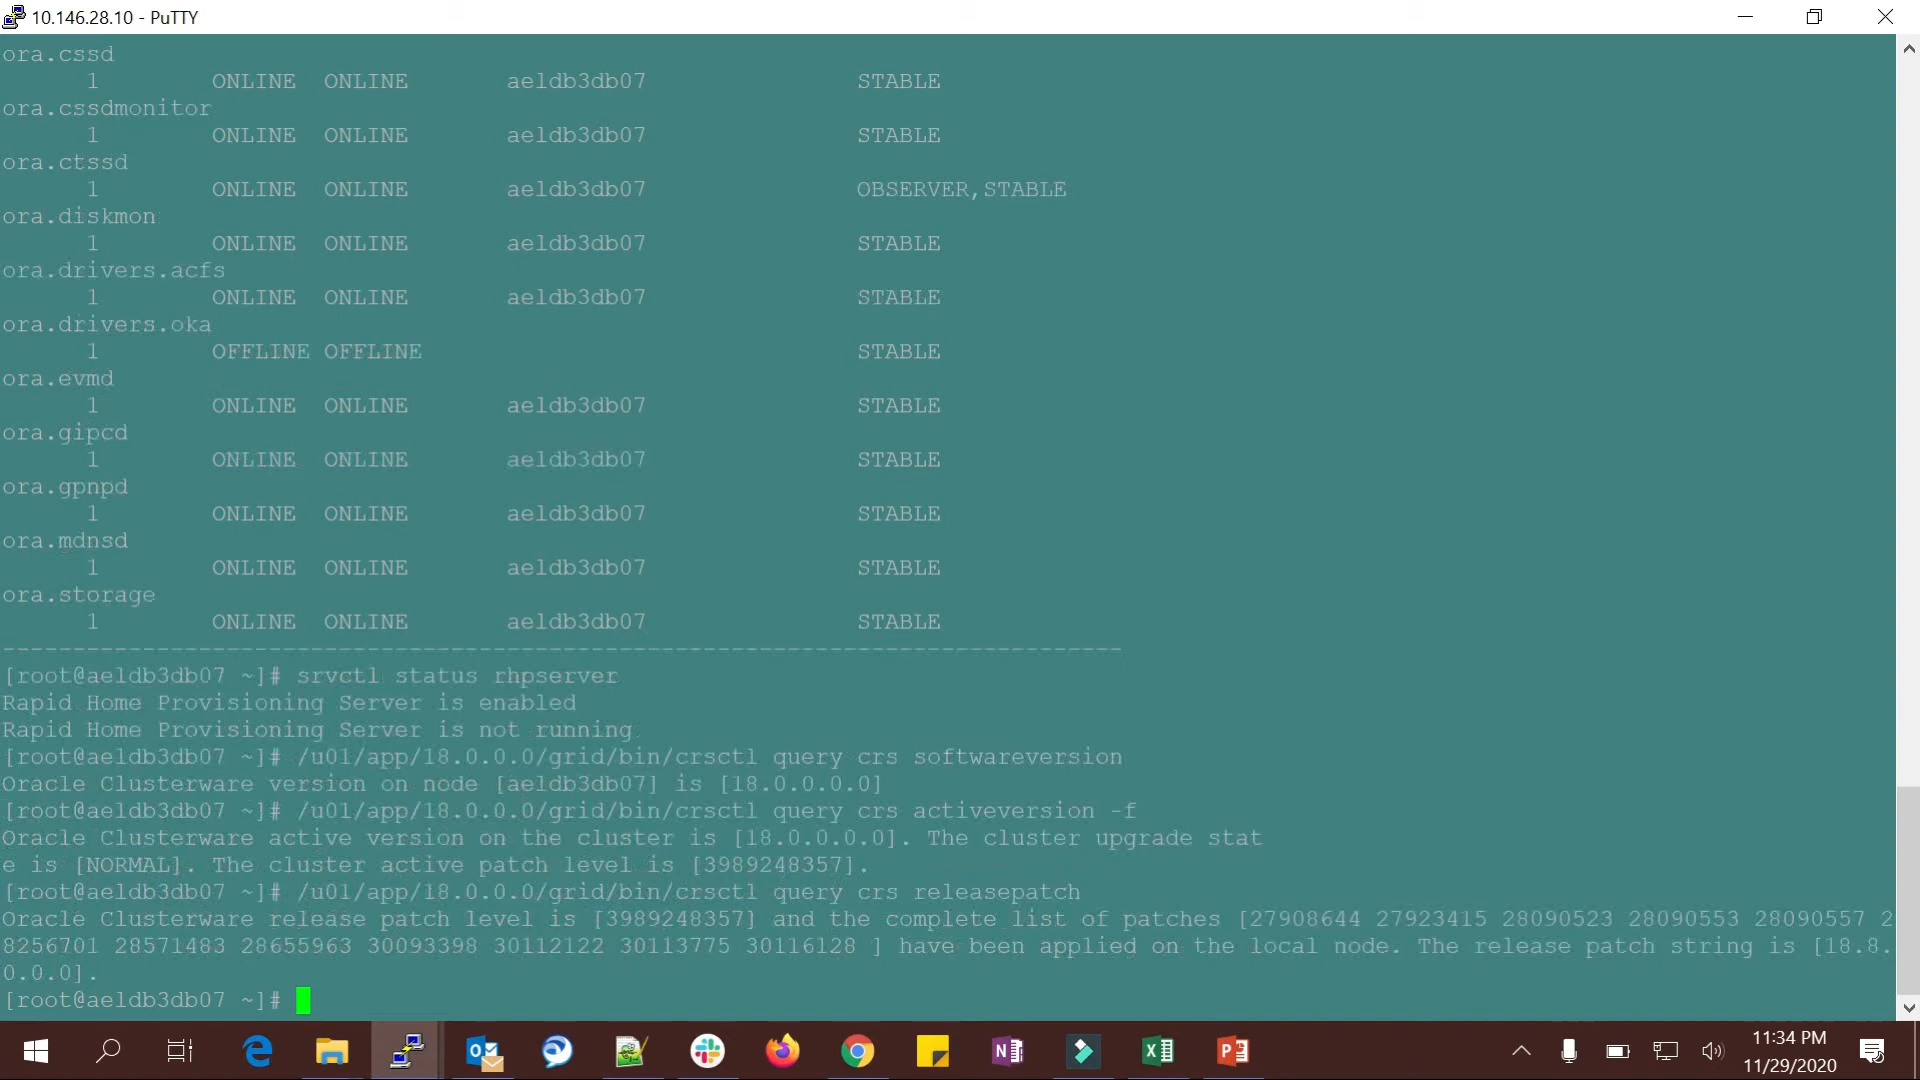 10.146.28.10 - PuTTY
ora.cssd
1 ONLINE ONLINE aeldb3db07 STABLE
ora.cssdmonitor
1 ONLINE ONLINE aeldb3db07 STABLE
ora.ctssd
1 ONLINE ONLINE aeldb3db07 OBSERVER,STABLE
ora.diskmon
1 ONLINE ONLINE aeldb3db07 STABLE
ora.drivers.acfs
1 ONLINE ONLINE aeldb3db07 STABLE
ora.drivers.oka
1 OFFLINE OFFLINE STABLE
ora.evmd
1 ONLINE ONLINE aeldb3db07 STABLE
ora.gipcd
1 ONLINE ONLINE aeldb3db07 STABLE
ora.gpnpd
1 ONLINE ONLINE aeldb3db07 STABLE
ora.mdnsd
1 ONLINE ONLINE aeldb3db07 STABLE
ora.storage
1 ONLINE ONLINE aeldb3db07 STABLE
--------------------------------------------------------------------------------
[root@aeldb3db07 ~]# srvctl status rhpserver
Rapid Home Provisioning Server is enabled
Rapid Home Provisioning Server is not running
[root@aeldb3db07 ~]# /u01/app/18.0.0.0/grid/bin/crsctl query crs softwareversion
Oracle Clusterware version on node [aeldb3db07] is [18.0.0.0.0]
[root@aeldb3db07 ~]# /u01/app/18.0.0.0/grid/bin/crsctl query crs activeversion -f
Oracle Clusterware active version on the cluster is [18.0.0.0.0]. The cluster upgrade stat
e is [NORMAL]. The cluster active patch level is [3989248357].
[root@aeldb3db07 ~]# /u01/app/18.0.0.0/grid/bin/crsctl query crs releasepatch
Oracle Clusterware release patch level is [3989248357] and the complete list of patches [27908644 27923415 28090523 28090553 28090557 2
8256701 28571483 28655963 30093398 30112122 30113775 30116128 ] have been applied on the local node. The release patch string is [18.8.
0.0.0].
[root@aeldb3db07 ~]#
11:34 PM
11/29/2020